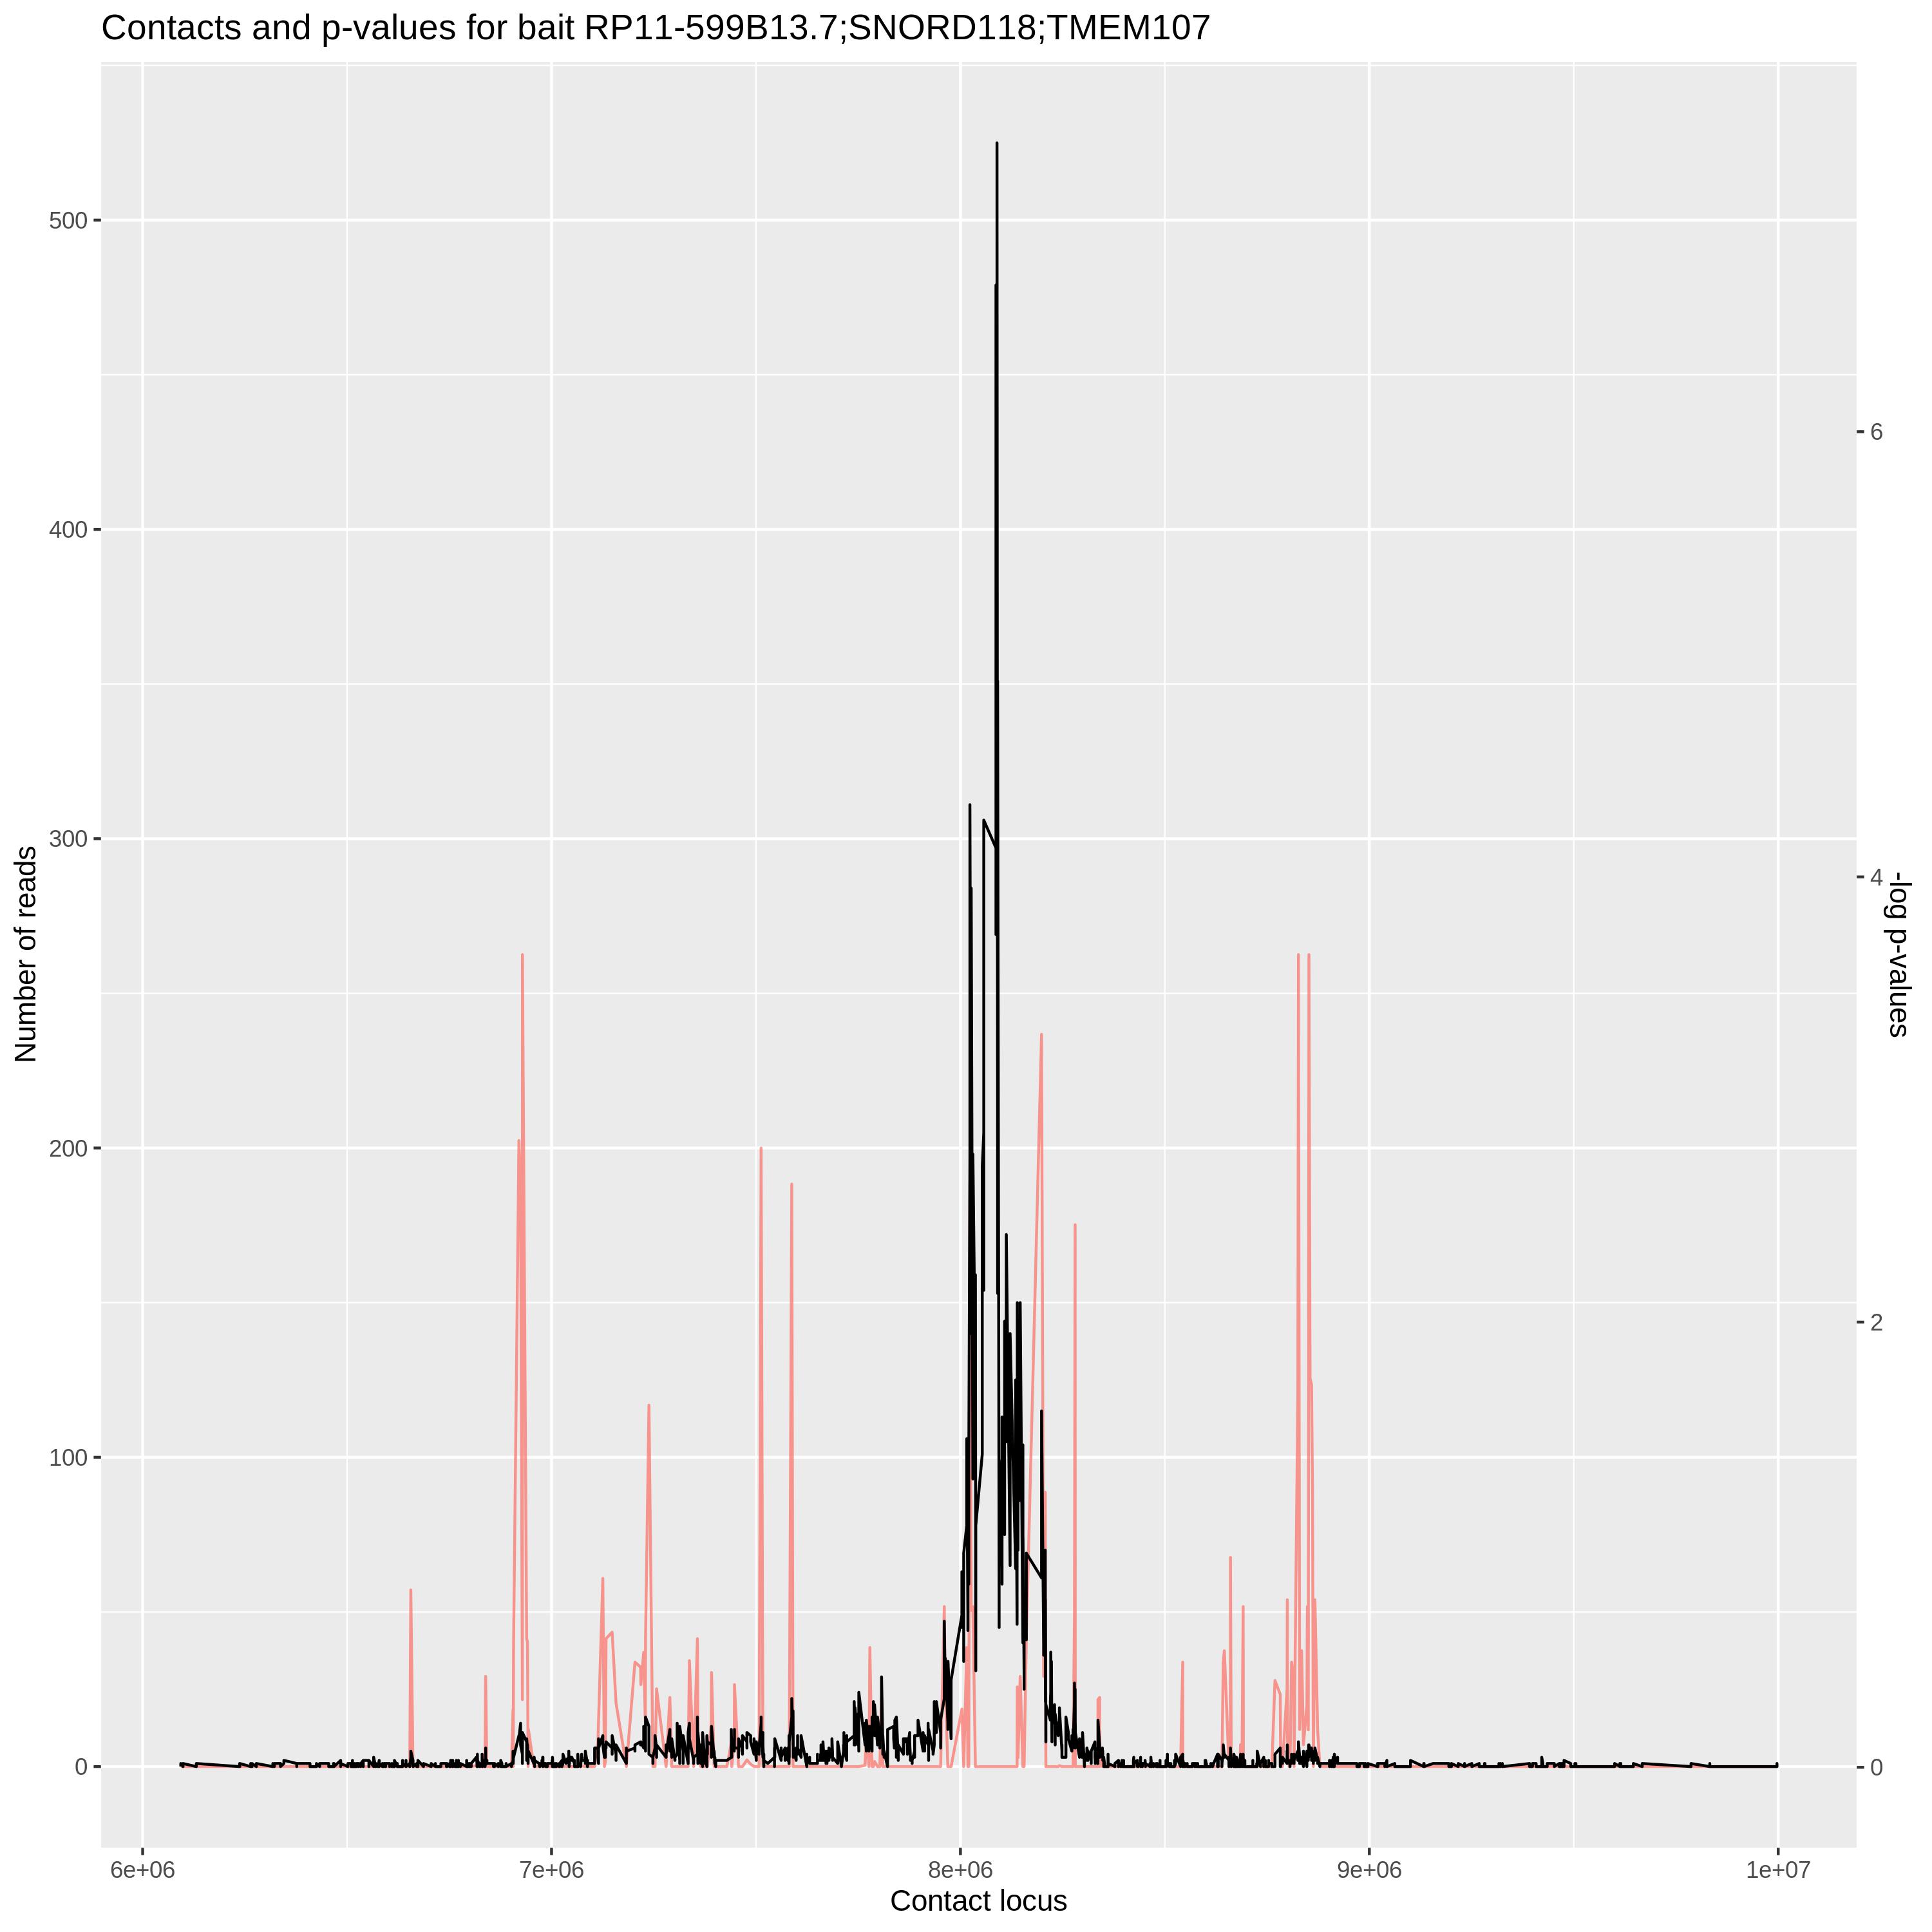 Contacts and p-values for bait RP11-599B13.7;SNORD118;TMEM107
Number of reads
500
400
300
200
100
0
6
4
2
0
-log p-values
6e+06
7e+06
8e+06
9e+06
1e+07
Contact locus